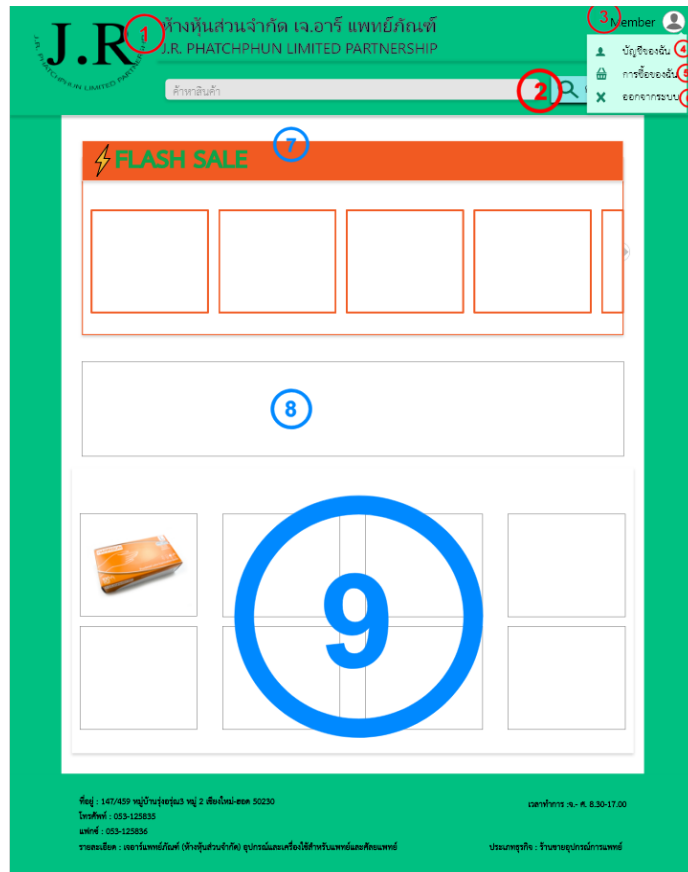 J.R
J.R. PHATCHPHUN LIMITED PARTNERSHIP
1
ห้างหุ้นส่วนจำกัด เจ.อาร์ แพทย์ภัณฑ์
J.R. PHATCHPHUN LIMITED PARTNERSHIP
3
Member
บัญชีของฉัน 4
การซื้อของฉัน 5
ออกจากระบบ
ค้าหาสินค้า
2
FLASH SALE
7
8
9
ที่อยู่ : 147/459 หมู่บ้านรุ่งอรุ่ณ3 หมู่ 2 เชียงใหม่-ฮอด 50230
โทรศัพท์ : 053-125835
แฟกซ์ : 053-125836
รายละเอียด : เจอาร์แพทย์ภัณฑ์ (ห้างหุ้นส่วนจำกัด) อุปกรณ์และเครื่องใช้สำหรับแพทย์และศัลยแพทย์
เวลาทำการ :จ.- ศ. 8.30-17.00
ประเภทธุรกิจ : ร้านขายอุปกรณ์การแพทย์